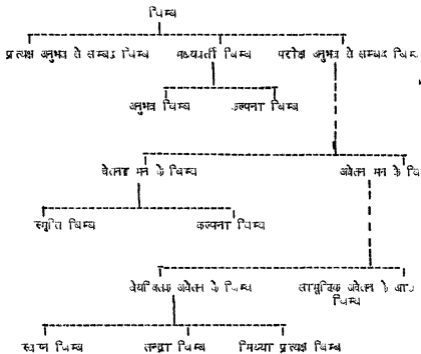 बिम्ब
प्रत्यक्ष अनुभव से सम्बद्ध बिम्ब मध्यवर्ती बिम्ब परोक्ष अनुभव से सम्बद्ध बिम्ब
अनुभव बिम्ब कल्पना बिम्ब
चेतन मन के बिम्ब अचेतन मन के बि
स्मृति बिम्ब कल्पना बिम्ब
वैयक्तिक अचेतन के बिम्ब सामूहिक अचेतन के आद्य
बिम्ब
स्वप्न बिम्ब तन्द्रा बिम्ब मिथ्या प्रत्यक्ष बिम्ब